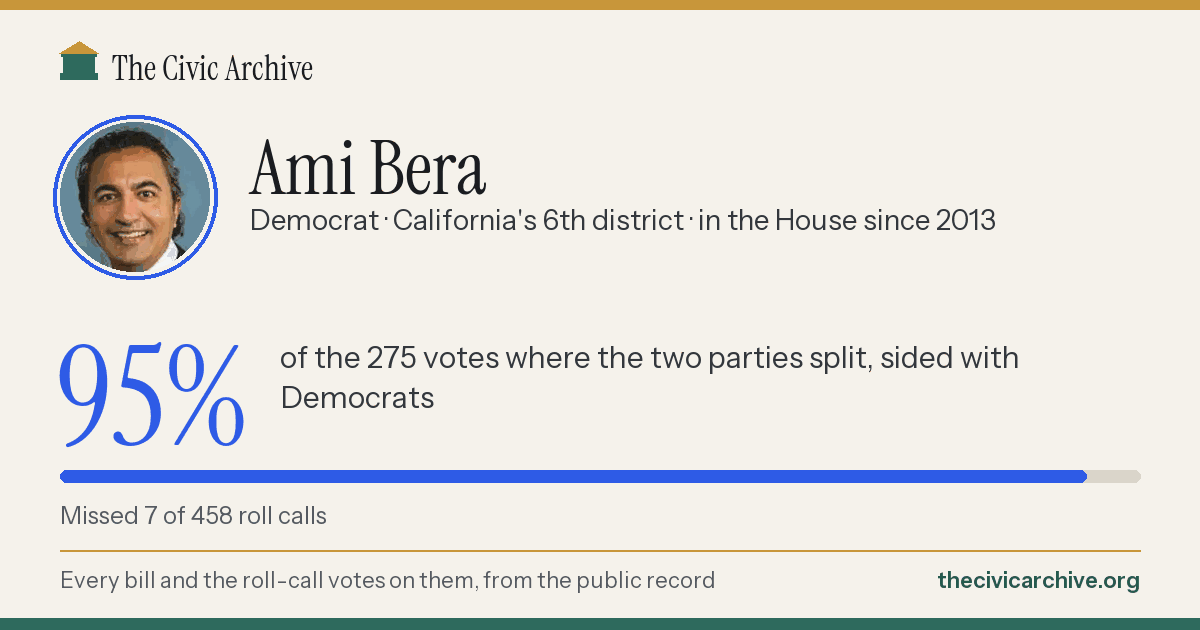 The Civic Archive
Ami Bera
Democrat · California's 6th district · in the House since 2013
95%
of the 275 votes where the two parties split, sided with
Democrats
Missed 7 of 458 roll calls
Every bill and the roll-call votes on them, from the public record
thecivicarchive.org